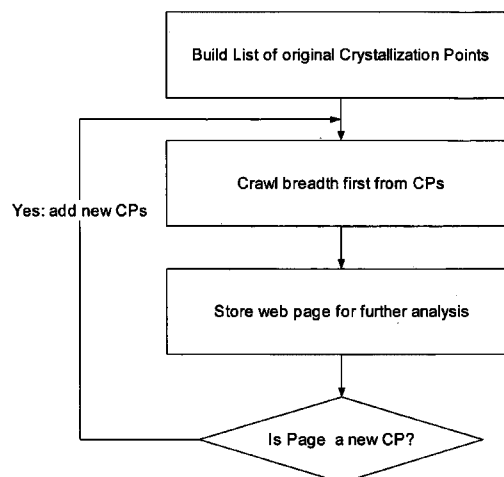 Build List of original Crystallization Points
Crawl breadth first from CPs
Yes: add new CPs
Store web page for further analysis
Is Page a new CP?